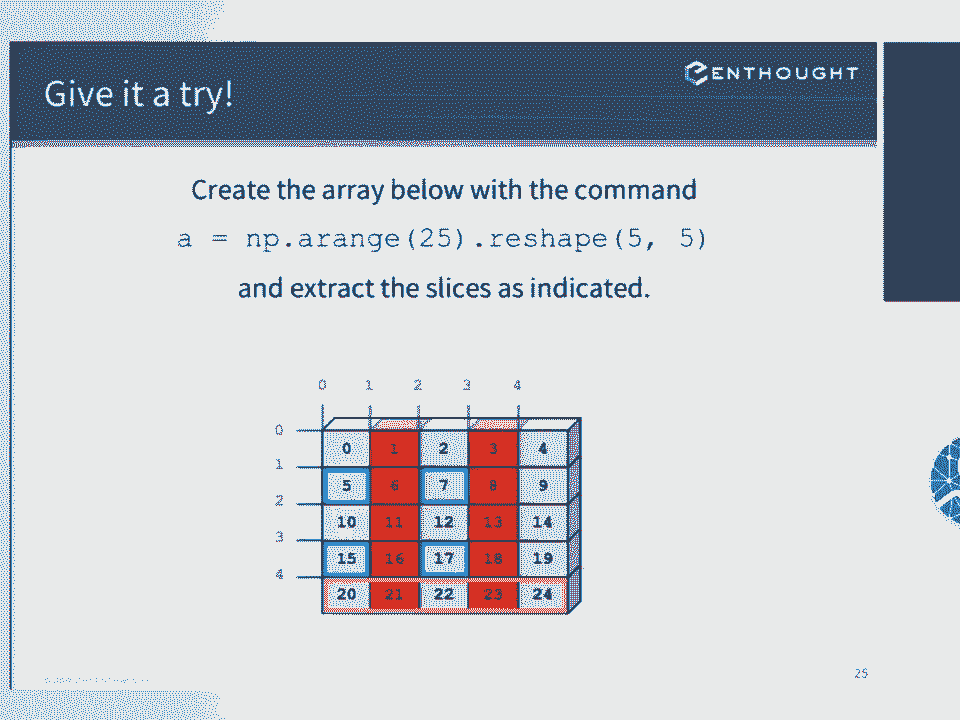 Give it a try!
ENTHOUGHT
Create the array below with the command
a = np.arange(25).reshape(5, 5)
and extract the slices as indicated.
0 1 2 3 4
0
0 1 2 3 4
1
5 6 7 8 9
2
10 11 12 13 14
3
15 16 17 18 19
4
20 21 22 23 24
25